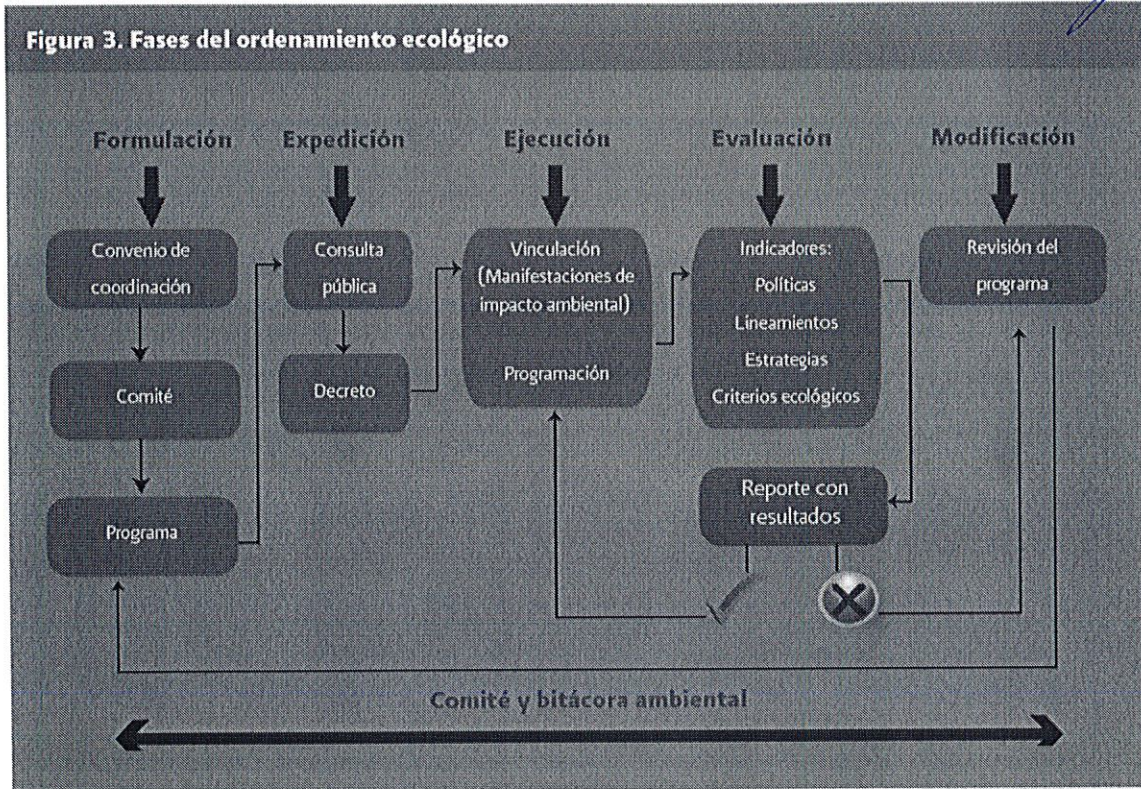 Figura 3. Fases del ordenamiento ecológico
Formulación
Expedición
Ejecución
Evaluación
Modificación
Convenio de
coordinación
Comité
Programa
Consulta
pública
Decreto
Vinculación
(Manifestaciones de
impacto ambiental)
Programación
Indicadores:
Políticas
Lineamientos
Estrategias
Criterios ecológicos
Reporte con
resultados
Revisión del
programa
Comité y bitácora ambiental